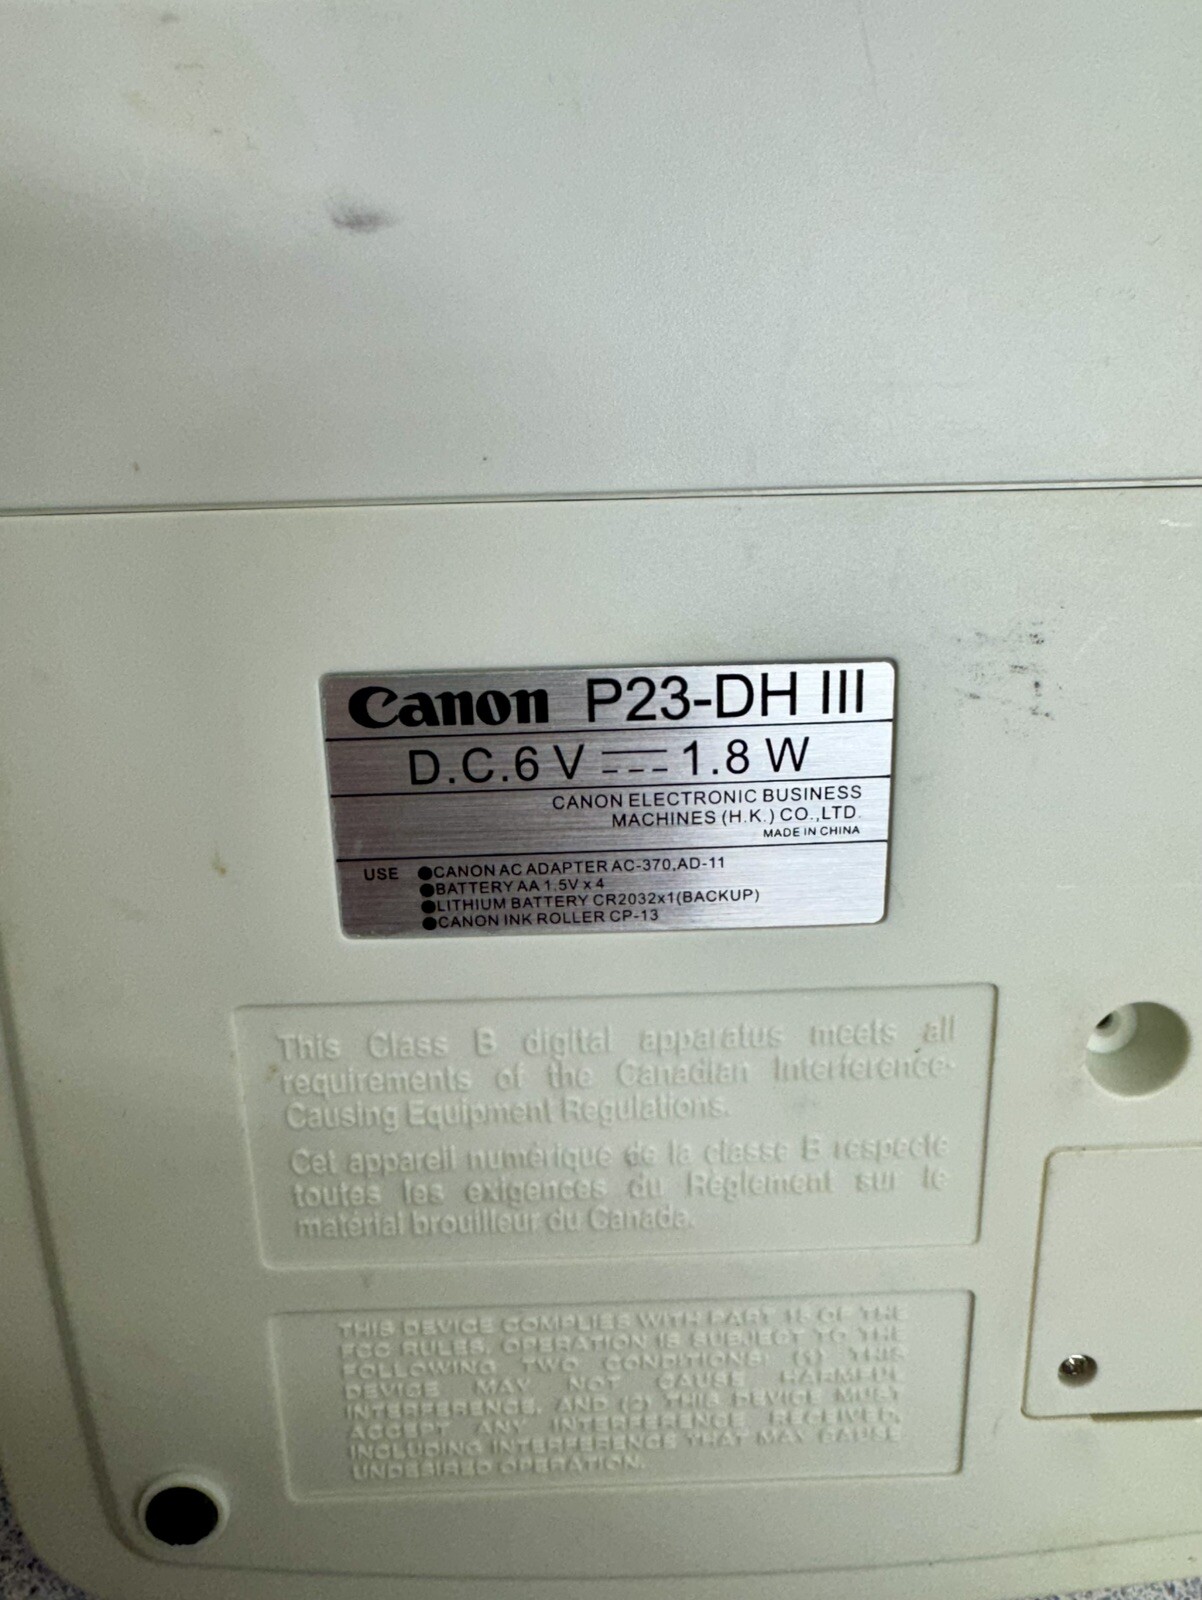 Canon P23-DH III
D.C.6 V ⎓ 1.8 W
CANON ELECTRONIC BUSINESS
MACHINES (H.K.) CO.,LTD.
MADE IN CHINA
USE ●CANON AC ADAPTER AC-370,AD-11
●BATTERY AA 1.5V x 4
●LITHIUM BATTERY CR2032x1(BACKUP)
●CANON INK ROLLER CP-13
This Class B digital apparatus meets all
requirements of the Canadian Interference-
Causing Equipment Regulations.
Cet appareil numérique de la classe B respecte
toutes les exigences du Règlement sur le
matérial brouilleur du Canada.
THIS DEVICE COMPLIES WITH PART 15 OF THE
FCC RULES. OPERATION IS SUBJECT TO THE
FOLLOWING TWO CONDITIONS: (1) THIS
DEVICE MAY NOT CAUSE HARMFUL
INTERFERENCE, AND (2) THIS DEVICE MUST
ACCEPT ANY INTERFERENCE RECEIVED,
INCLUDING INTERFERENCE THAT MAY CAUSE
UNDESIRED OPERATION.